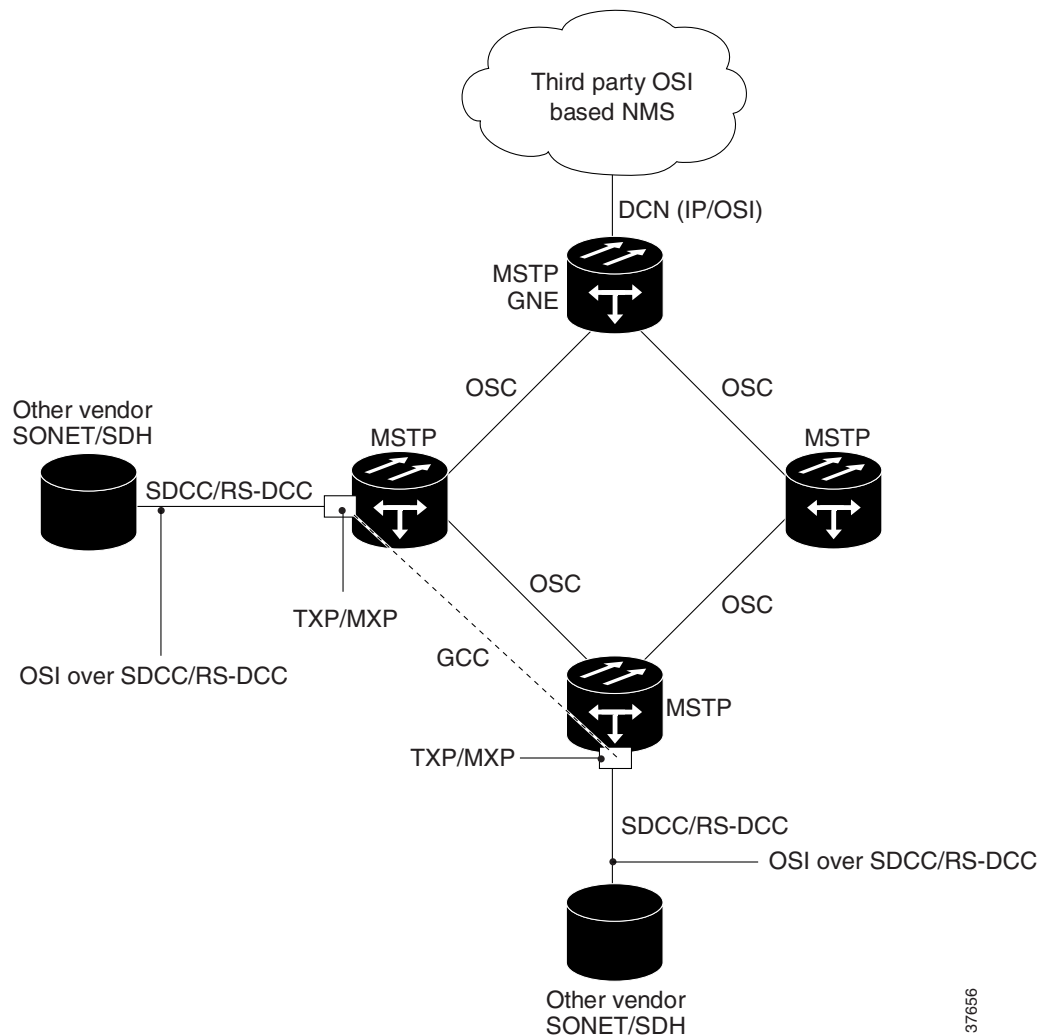 Third party OSI
based NMS
DCN (IP/OSI)
MSTP
GNE
OSC
OSC
Other vendor
SONET/SDH
MSTP
MSTP
SDCC/RS-DCC
OSC
OSC
TXP/MXP
GCC
OSI over SDCC/RS-DCC
MSTP
TXP/MXP
SDCC/RS-DCC
OSI over SDCC/RS-DCC
Other vendor
SONET/SDH
37656